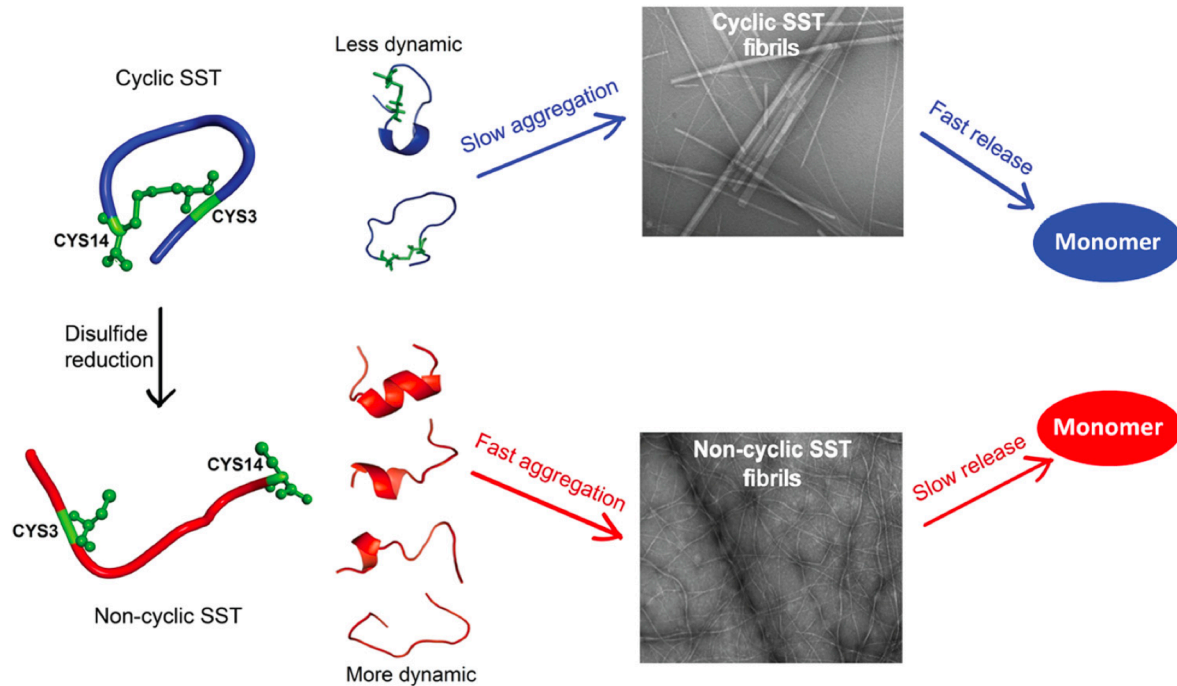 Cyclic SST
CYS14
CYS3
Less dynamic
Slow aggregation
Cyclic SST
fibrils
Fast release
Monomer
Disulfide
reduction
CYS3
CYS14
Non-cyclic SST
More dynamic
Fast aggregation
Non-cyclic SST
fibrils
Slow release
Monomer